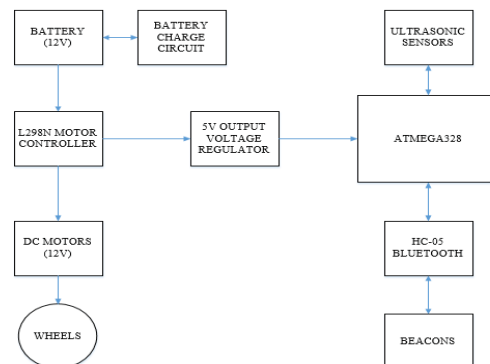 BATTERY
(12V)
BATTERY
CHARGE
CIRCUIT
ULTRASONIC
SENSORS
L298N MOTOR
CONTROLLER
5V OUTPUT
VOLTAGE
REGULATOR
ATMEGA328
DC MOTORS
(12V)
HC-05
BLUETOOTH
WHEELS
BEACONS